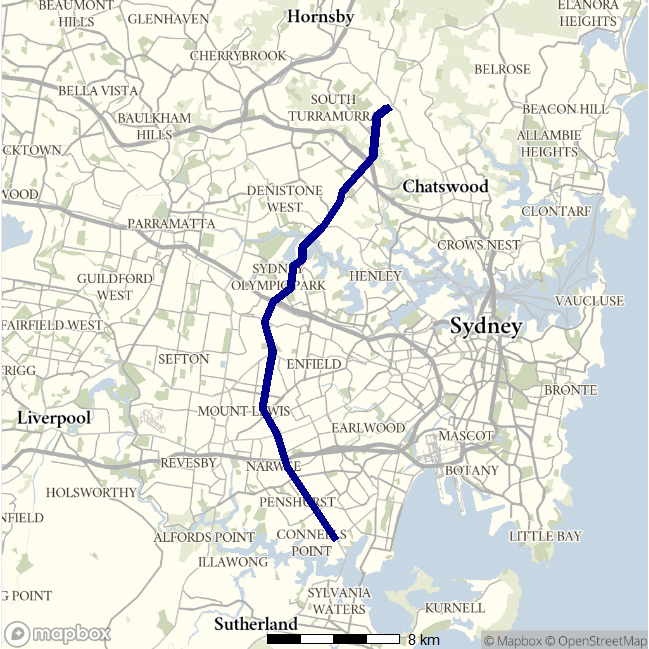 BEAUMONT
HILLS
GLENHAVEN
Hornsby
ELANORA
HEIGHTS
CHERRYBROOK
BELROSE
BELLA VISTA
SOUTH
TURRAMURR
BAULKHAM
HILLS
BEACON HILL
CKTOWN
ALLAMBIE
HEIGHTS
WOOD
DENISTONE
WEST
Chatswood
CLONTARF
PARRAMATTA
CROWS NEST
GUILDFORD
WEST
SYDNEY
OLYMPIC PARK
HENLEY
VAUCLUSE
FAIRFIELD WEST
Sydney
SEFTON
ENFIELD
RIGG
BRONTE
Liverpool
MOUNT LEWIS
EARLWOOD
MASCOT
REVESBY
NARWEE
BOTANY
HOLSWORTHY
PENSHURST
NFIELD
ALFORDS POINT
CONNELLS
POINT
LITTLE BAY
ILLAWONG
G POINT
SYLVANIA
WATERS
KURNELL
Sutherland
mapbox
8 km
© Mapbox © OpenStreetMap